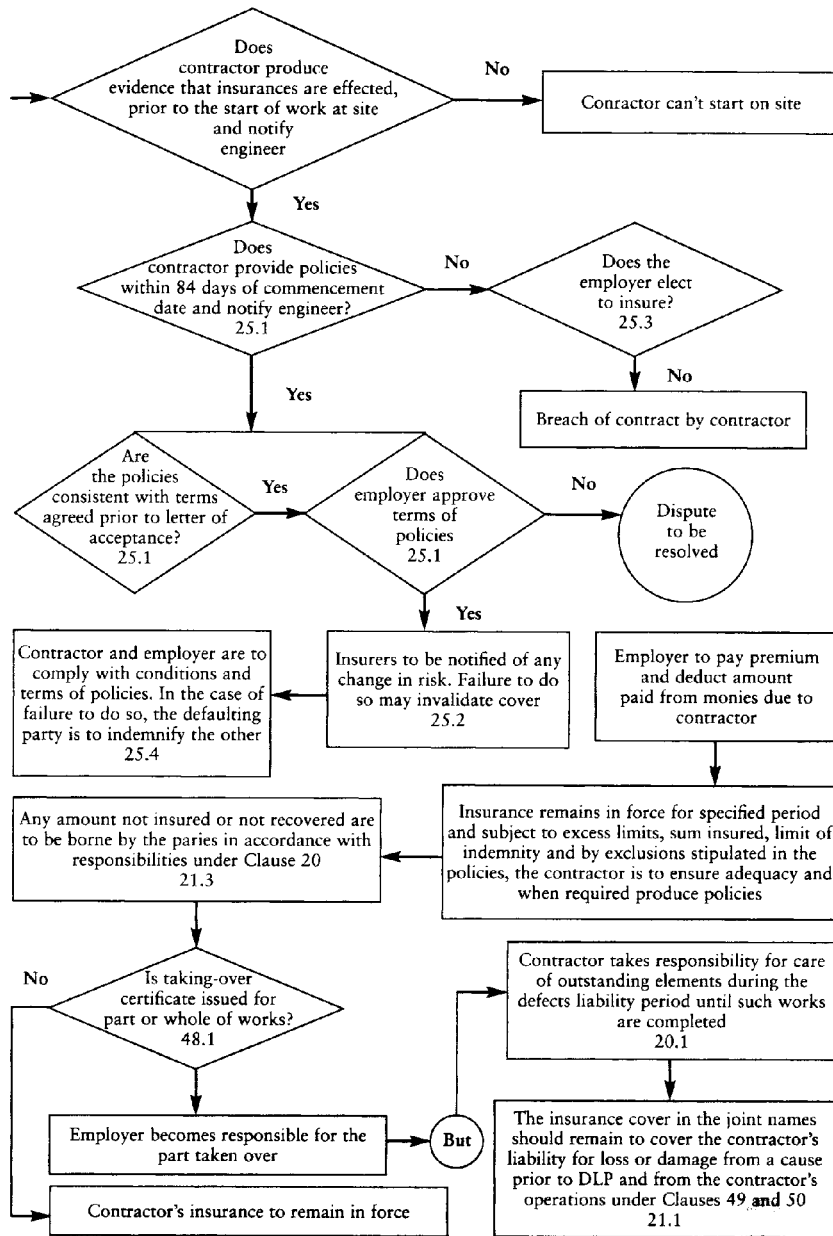 Does
contractor produce
evidence that insurances are effected,
prior to the start of work at site
and notify
engineer
No
Conractor can't start on site
Yes
Does
contractor provide policies
within 84 days of commencement
date and notify engineer?
25.1
No
Does the
employer elect
to insure?
25.3
Yes
No
Breach of contract by contractor
Are
the policies
consistent with terms
agreed prior to letter of
acceptance?
25.1
Yes
Does
employer approve
terms of
policies
25.1
No
Dispute
to be
resolved
Yes
Contractor and employer are to
comply with conditions and
terms of policies. In the case of
failure to do so, the defaulting
party is to indemnify the other
25.4
Insurers to be notified of any
change in risk. Failure to do
so may invalidate cover
25.2
Employer to pay premium
and deduct amount
paid from monies due to
contractor
Any amount not insured or not recovered are
to be borne by the paries in accordance with
responsibilities under Clause 20
21.3
Insurance remains in force for specified period
and subject to excess limits, sum insured, limit of
indemnity and by exclusions stipulated in the
policies, the contractor is to ensure adequacy and
when required produce policies
No
Is taking-over
certificate issued for
part or whole of works?
48.1
Contractor takes responsibility for care
of outstanding elements during the
defects liability period until such works
are completed
20.1
Employer becomes responsible for the
part taken over
But
The insurance cover in the joint names
should remain to cover the contractor's
liability for loss or damage from a cause
prior to DLP and from the contractor's
operations under Clauses 49 and 50
21.1
Contractor's insurance to remain in force